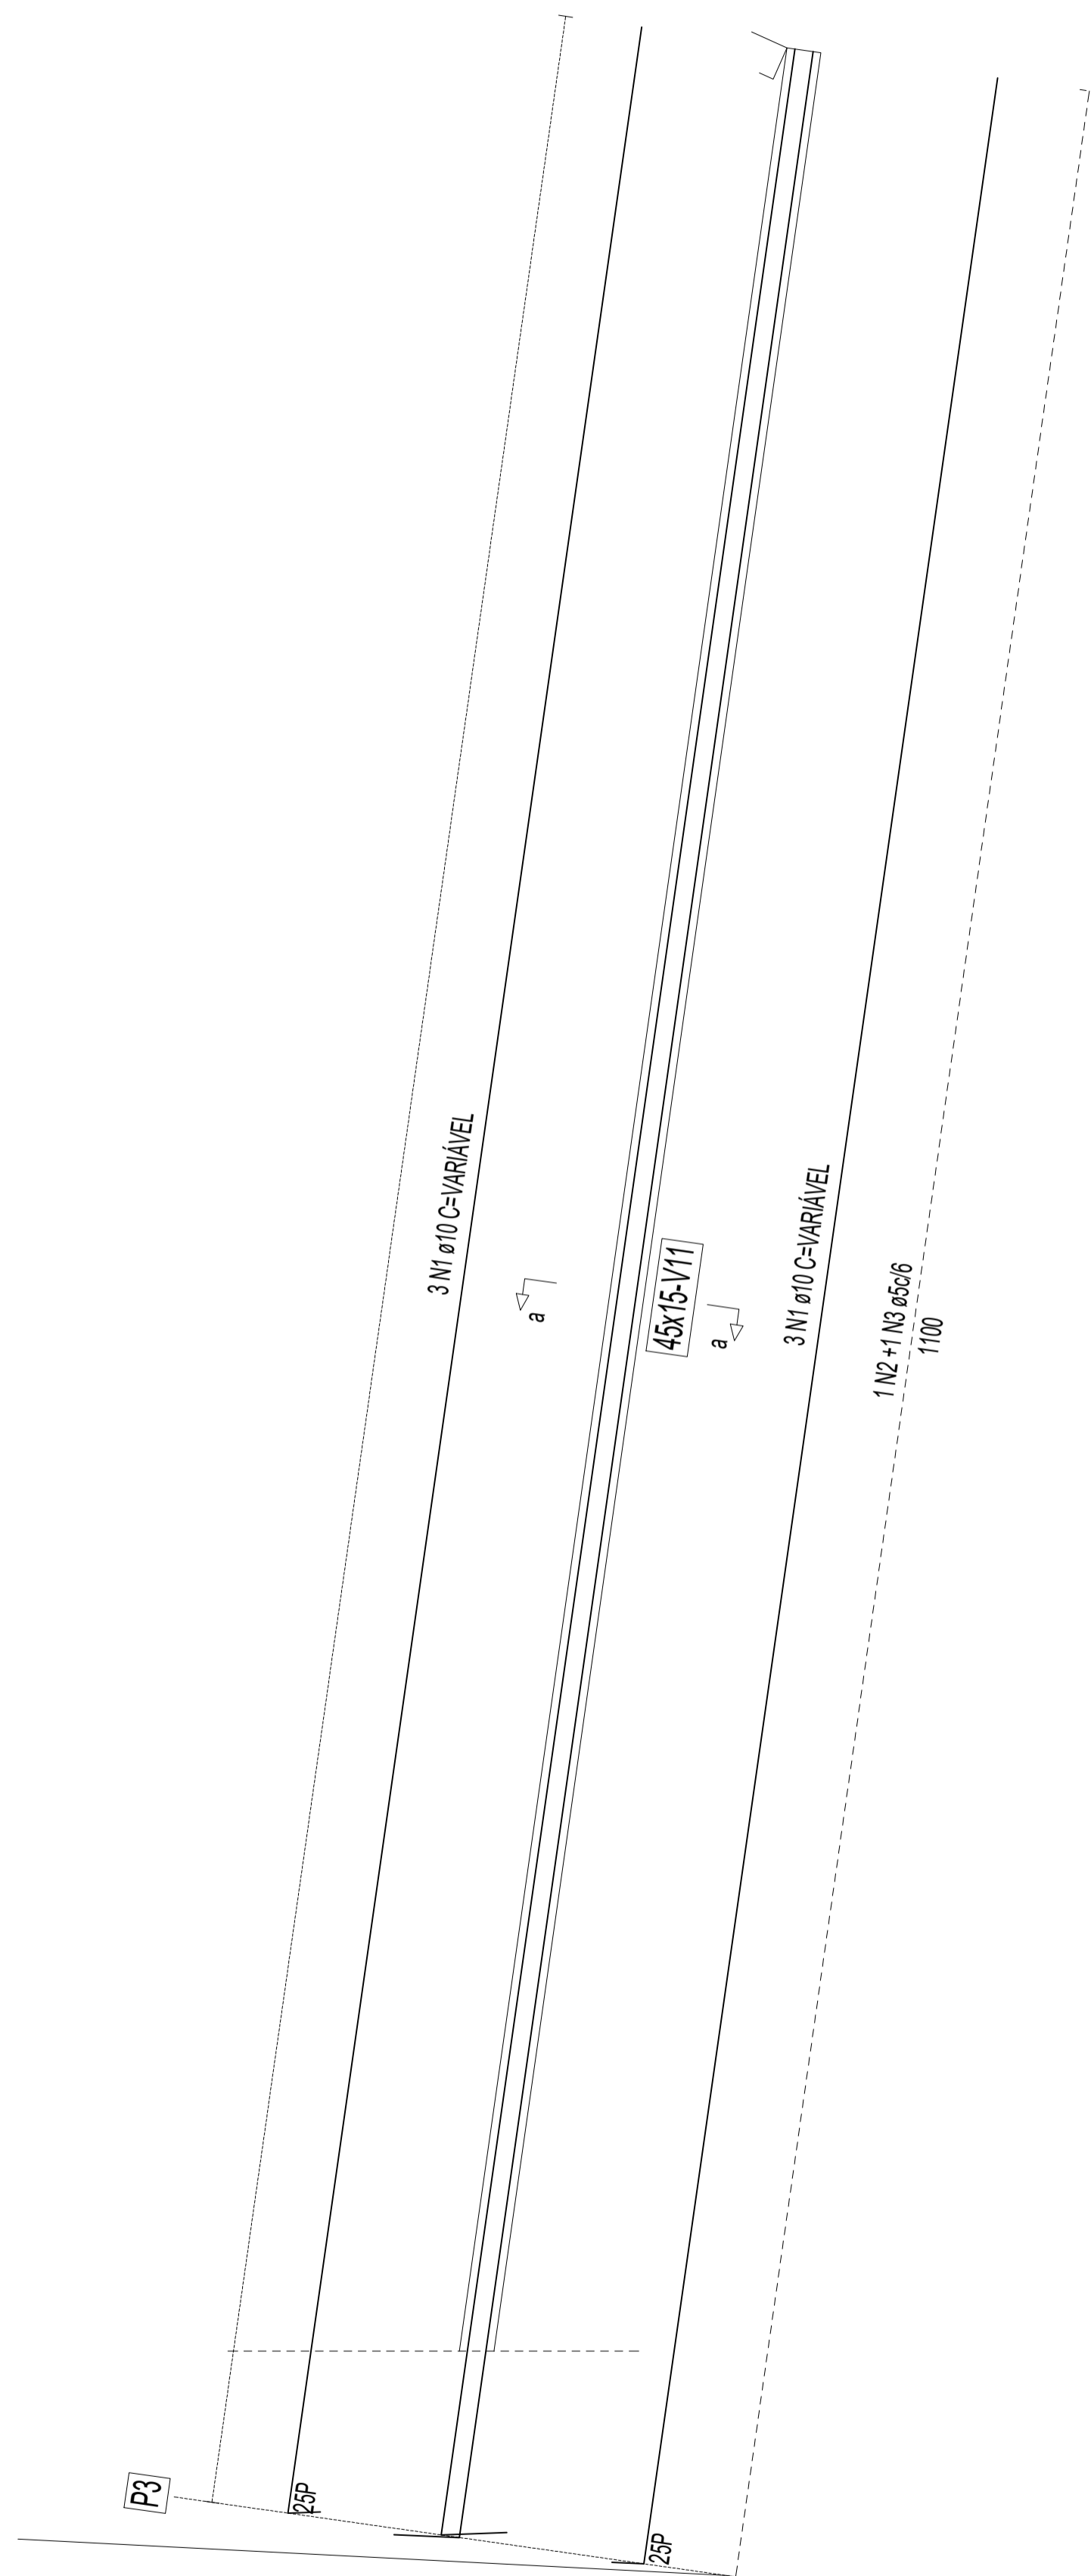 3 N1 ø10 C=VARIÁVEL
a
45x15-V11
a
3 N1 ø10 C=VARIÁVEL
1 N2 +1 N3 ø5c/6
1100
P3
25P
25P